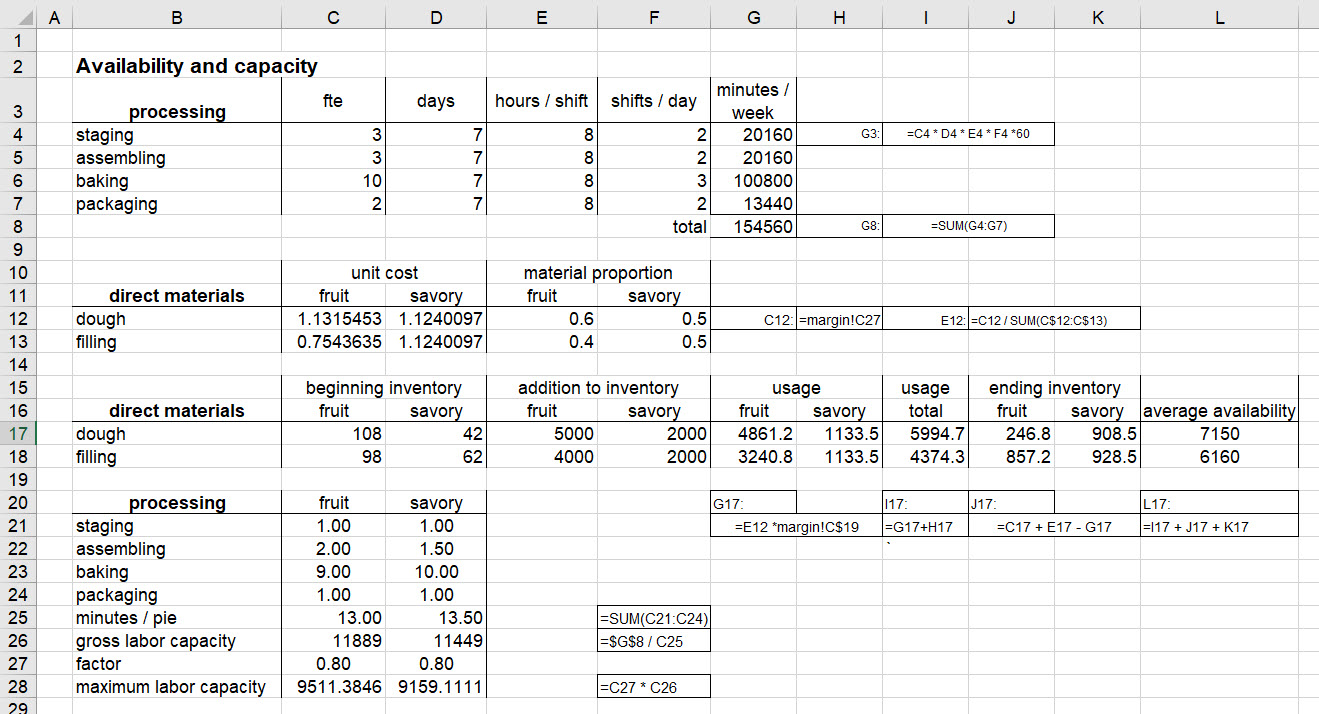 A B C D E F G H I J K L
1
2 Availability and capacity
3 processing fte days hours / shift shifts / day minutes / week
4 staging 3 7 8 2 20160 G3: =C4 * D4 * E4 * F4 *60
5 assembling 3 7 8 2 20160
6 baking 10 7 8 3 100800
7 packaging 2 7 8 2 13440
8 total 154560 G8: =SUM(G4:G7)
9
10 unit cost material proportion
11 direct materials fruit savory fruit savory
12 dough 1.1315453 1.1240097 0.6 0.5 C12: =margin!C27 E12: =C12 / SUM(C$12:C$13)
13 filling 0.7543635 1.1240097 0.4 0.5
14
15 beginning inventory addition to inventory usage usage ending inventory
16 direct materials fruit savory fruit savory fruit savory total fruit savory average availability
17 dough 108 42 5000 2000 4861.2 1133.5 5994.7 246.8 908.5 7150
18 filling 98 62 4000 2000 3240.8 1133.5 4374.3 857.2 928.5 6160
19
20 processing fruit savory G17: I17: J17: L17:
21 staging 1.00 1.00 =E12 *margin!C$19 =G17+H17 =C17 + E17 - G17 =I17 + J17 + K17
22 assembling 2.00 1.50 `
23 baking 9.00 10.00
24 packaging 1.00 1.00
25 minutes / pie 13.00 13.50 =SUM(C21:C24)
26 gross labor capacity 11889 11449 =$G$8 / C25
27 factor 0.80 0.80
28 maximum labor capacity 9511.3846 9159.1111 =C27 * C26
29